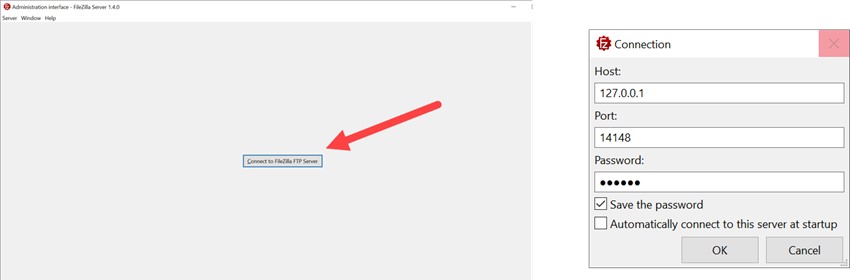 Administration interface - FileZilla Server 1.4.0
Server Window Help
Connect to FileZilla FTP Server
Connection
Host:
127.0.0.1
Port:
14148
Password:
●●●●●●
Save the password
Automatically connect to this server at startup
OK Cancel